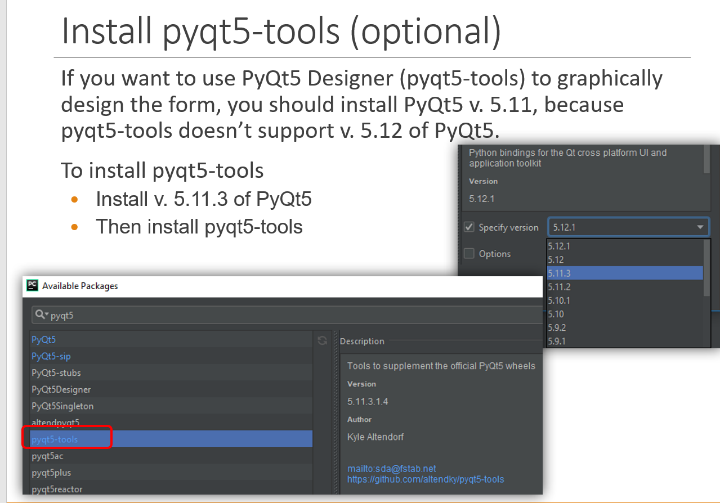 Install pyqt5-tools (optional)
If you want to use PyQt5 Designer (pyqt5-tools) to graphically
design the form, you should install PyQt5 v. 5.11, because
pyqt5-tools doesn’t support v. 5.12 of PyQt5.
To install pyqt5-tools
• Install v. 5.11.3 of PyQt5
• Then install pyqt5-tools
Python bindings for the Qt cross platform UI and
application toolkit
Version
5.12.1
Specify version 5.12.1
Options
5.12.1
5.12
5.11.3
5.11.2
5.10.1
5.10
5.9.2
5.9.1
PC Available Packages
pyqt5
PyQt5
PyQt5-sip
PyQt5-stubs
PyQt5Designer
PyQt5Singleton
altendpyqt5
pyqt5-tools
pyqt5ac
pyqt5plus
pyqt5reactor
Description
Tools to supplement the official PyQt5 wheels
Version
5.11.3.1.4
Author
Kyle Altendorf
mailto:sda@fstab.net
https://github.com/altendky/pyqt5-tools